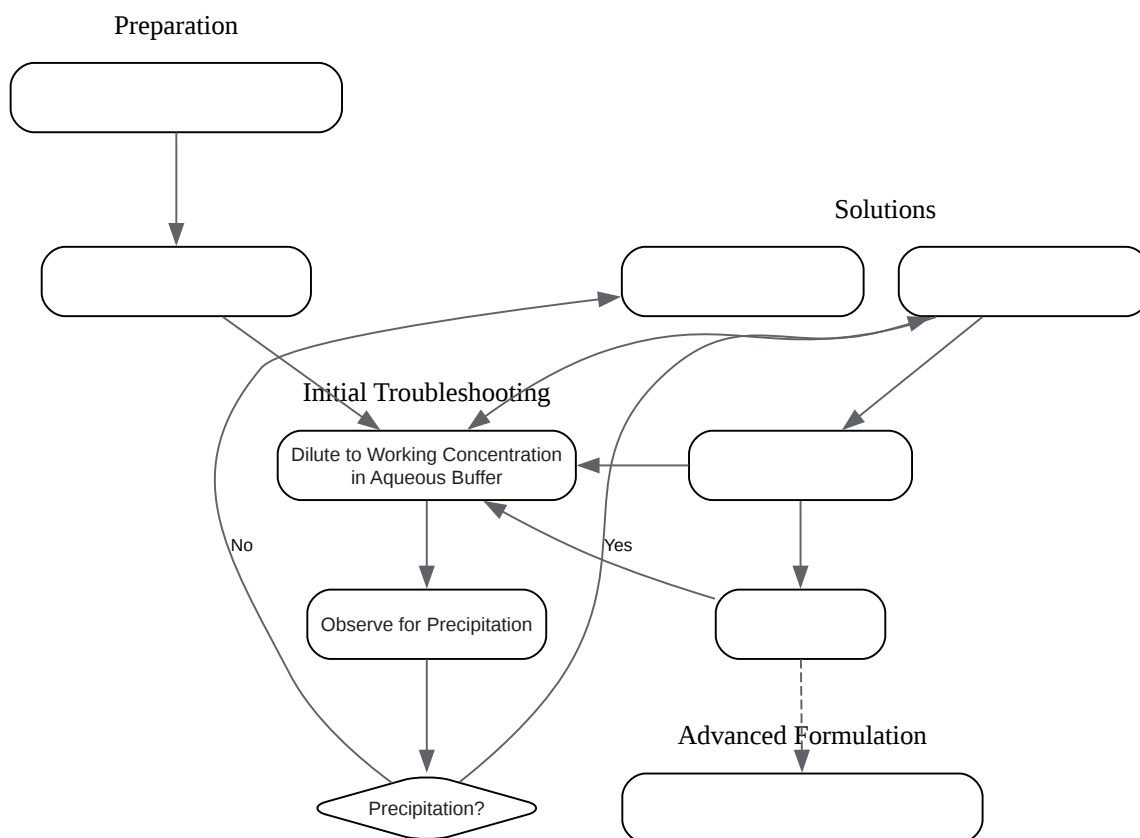 Preparation
Solutions
Initial Troubleshooting
Dilute to Working Concentration
in Aqueous Buffer
No
Yes
Observe for Precipitation
Advanced Formulation
Precipitation?